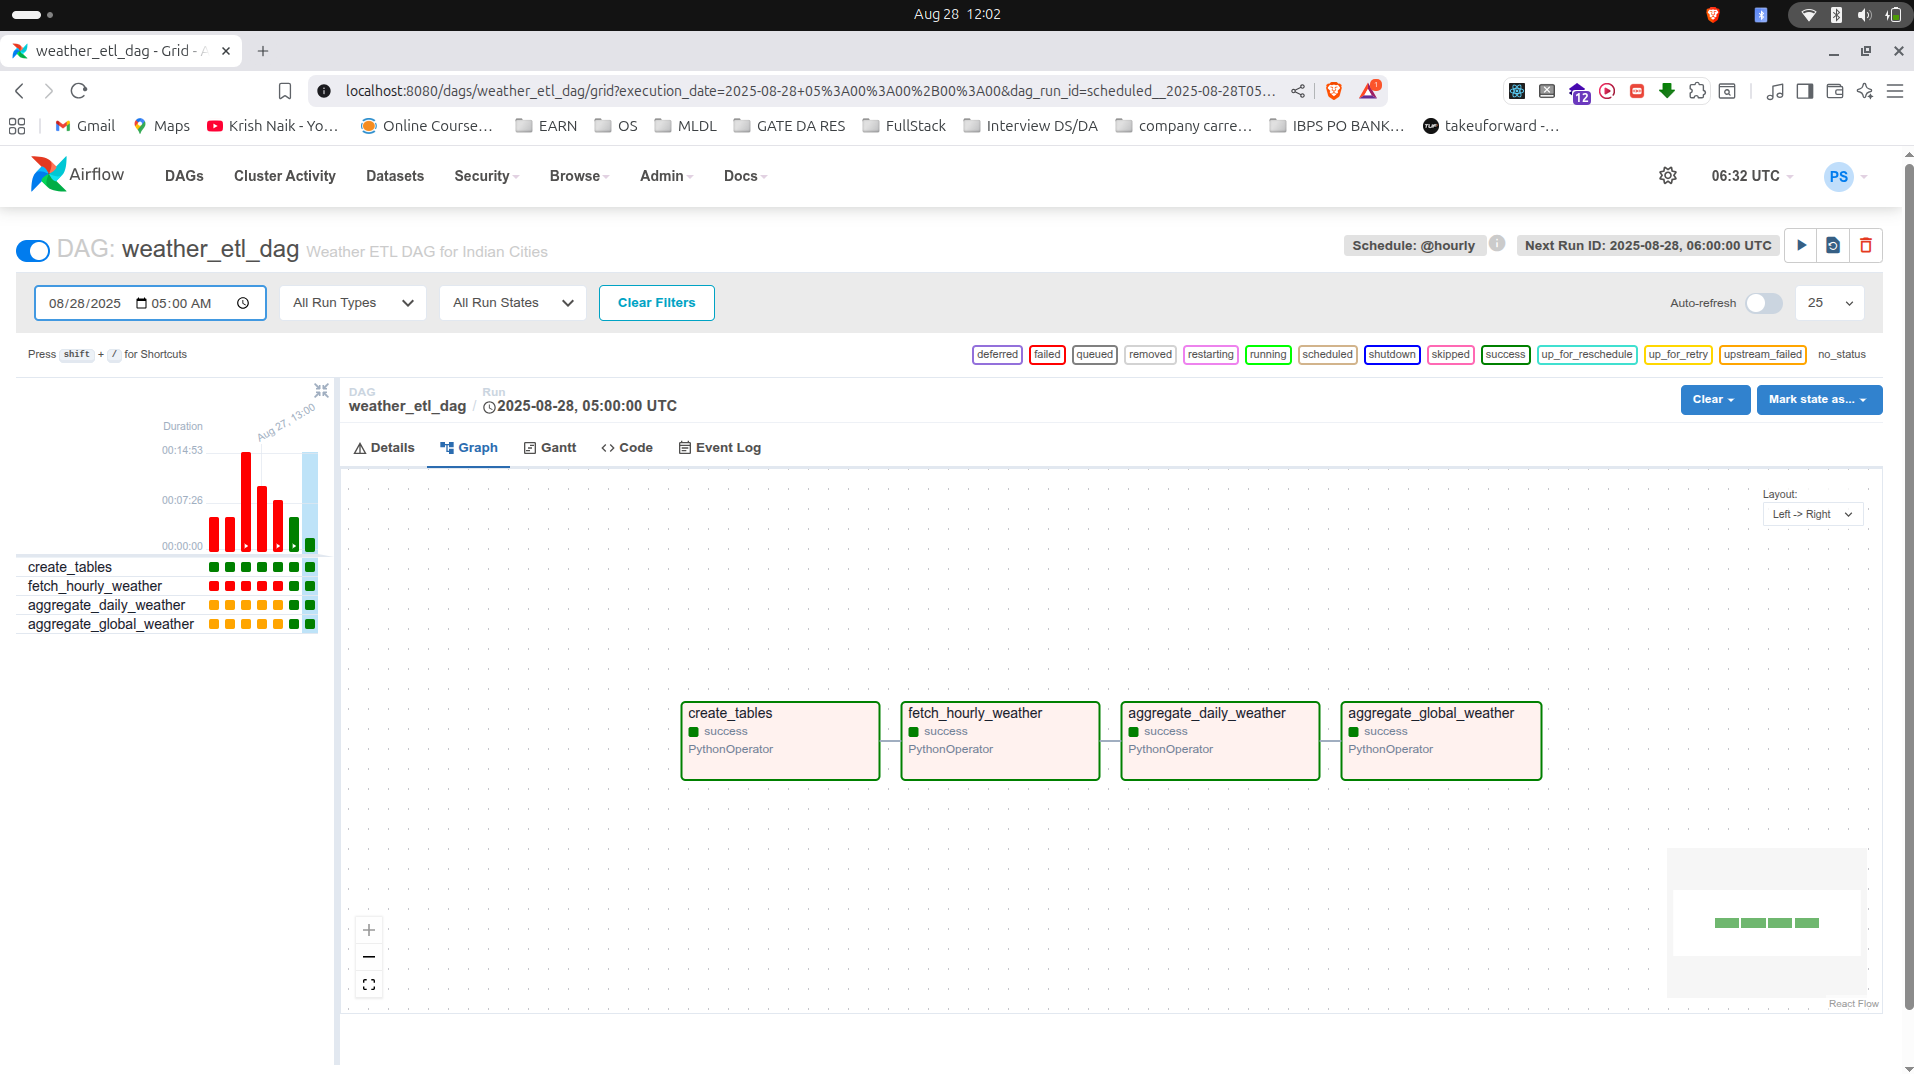 Aug 28 12:02
weather_etl_dag - Grid - A
localhost:8080/dags/weather_etl_dag/grid?execution_date=2025-08-28+05%3A00%3A00%2B00%3A00&dag_run_id=scheduled__2025-08-28T05...
1
12
Gmail
Maps
Krish Naik - Yo...
Online Course...
EARN
OS
MLDL
GATE DA RES
FullStack
Interview DS/DA
company carre...
IBPS PO BANK...
takeuforward -...
Airflow
DAGs
Cluster Activity
Datasets
Security
Browse
Admin
Docs
06:32 UTC
PS
DAG: weather_etl_dag Weather ETL DAG for Indian Cities
Schedule: @hourly
Next Run ID: 2025-08-28, 06:00:00 UTC
08/28/2025 05:00 AM
All Run Types
All Run States
Clear Filters
Auto-refresh
25
Press shift + / for Shortcuts
deferred
failed
queued
removed
restarting
running
scheduled
shutdown
skipped
success
up_for_reschedule
up_for_retry
upstream_failed
no_status
Aug 27, 13:00
Duration
00:14:53
00:07:26
00:00:00
create_tables
fetch_hourly_weather
aggregate_daily_weather
aggregate_global_weather
DAG
weather_etl_dag
/
Run
2025-08-28, 05:00:00 UTC
Clear
Mark state as...
Details
Graph
Gantt
Code
Event Log
Layout:
Left -> Right
create_tables
success
PythonOperator
fetch_hourly_weather
success
PythonOperator
aggregate_daily_weather
success
PythonOperator
aggregate_global_weather
success
PythonOperator
React Flow